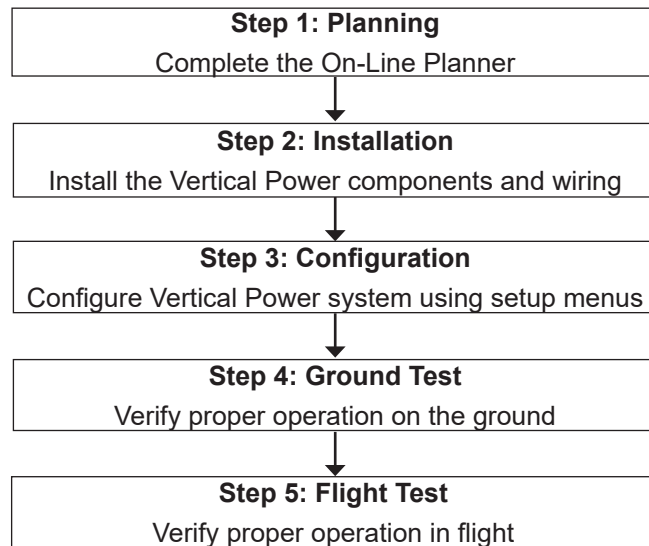 Step 1: Planning
Complete the On-Line Planner
Step 2: Installation
Install the Vertical Power components and wiring
Step 3: Configuration
Configure Vertical Power system using setup menus
Step 4: Ground Test
Verify proper operation on the ground
Step 5: Flight Test
Verify proper operation in flight